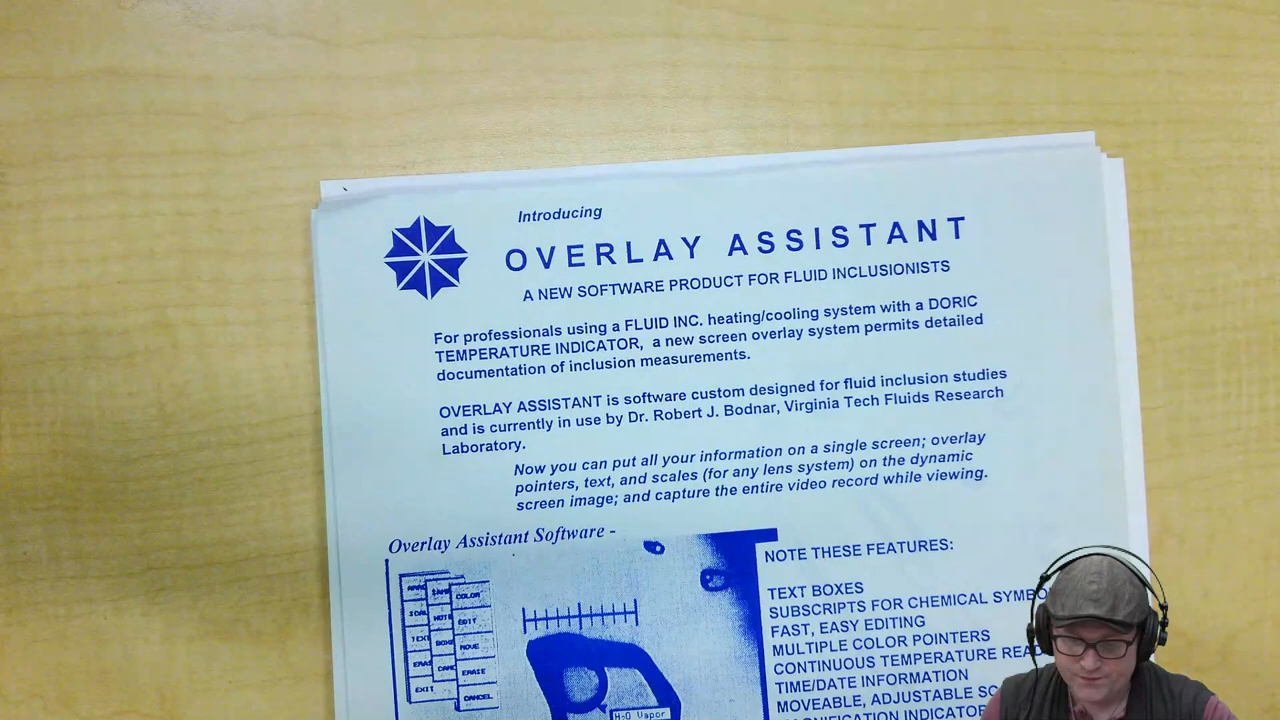 Introducing
OVERLAY ASSISTANT
A NEW SOFTWARE PRODUCT FOR FLUID INCLUSIONISTS
For professionals using a FLUID INC. heating/cooling system with a DORIC
TEMPERATURE INDICATOR, a new screen overlay system permits detailed
documentation of inclusion measurements.
OVERLAY ASSISTANT is software custom designed for fluid inclusion studies
and is currently in use by Dr. Robert J. Bodnar, Virginia Tech Fluids Research
Laboratory.
Now you can put all your information on a single screen; overlay
pointers, text, and scales (for any lens system) on the dynamic
screen image; and capture the entire video record while viewing.
Overlay Assistant Software -
COLOR
EDIT
MOVE
ERASE
EXIT
CANCEL
H₂O Vapor
NOTE THESE FEATURES:
TEXT BOXES
SUBSCRIPTS FOR CHEMICAL SYMBO
FAST, EASY EDITING
MULTIPLE COLOR POINTERS
CONTINUOUS TEMPERATURE REA
TIME/DATE INFORMATION
MOVEABLE, ADJUSTABLE SC